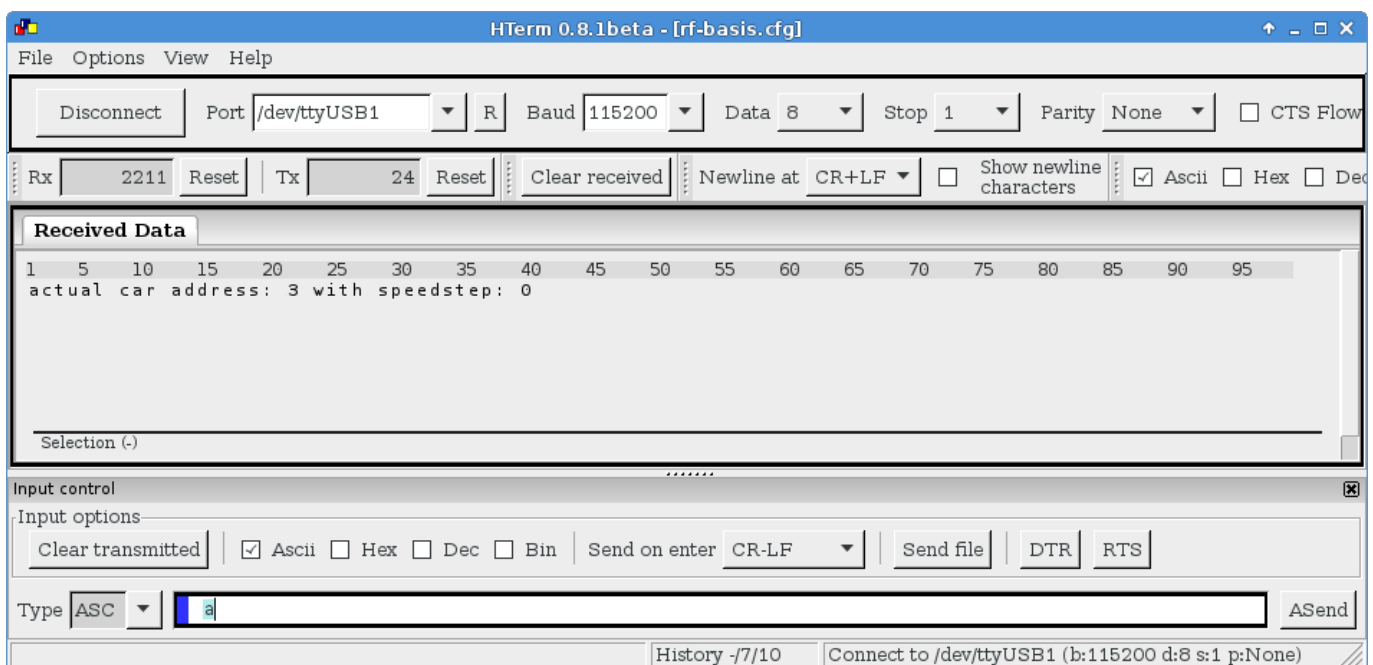 HTerm 0.8.1beta - [rf-basis.cfg]
File Options View Help
Disconnect Port /dev/ttyUSB1 R Baud 115200 Data 8 Stop 1 Parity None CTS Flow
Rx 2211 Reset Tx 24 Reset Clear received Newline at CR+LF Show newline characters Ascii Hex Dec
Received Data
1 5 10 15 20 25 30 35 40 45 50 55 60 65 70 75 80 85 90 95
actual car address: 3 with speedstep: 0
Selection (-)
Input control
Input options
Clear transmitted Ascii Hex Dec Bin Send on enter CR-LF Send file DTR RTS
Type ASC a ASend
History -/7/10 Connect to /dev/ttyUSB1 (b:115200 d:8 s:1 p:None)